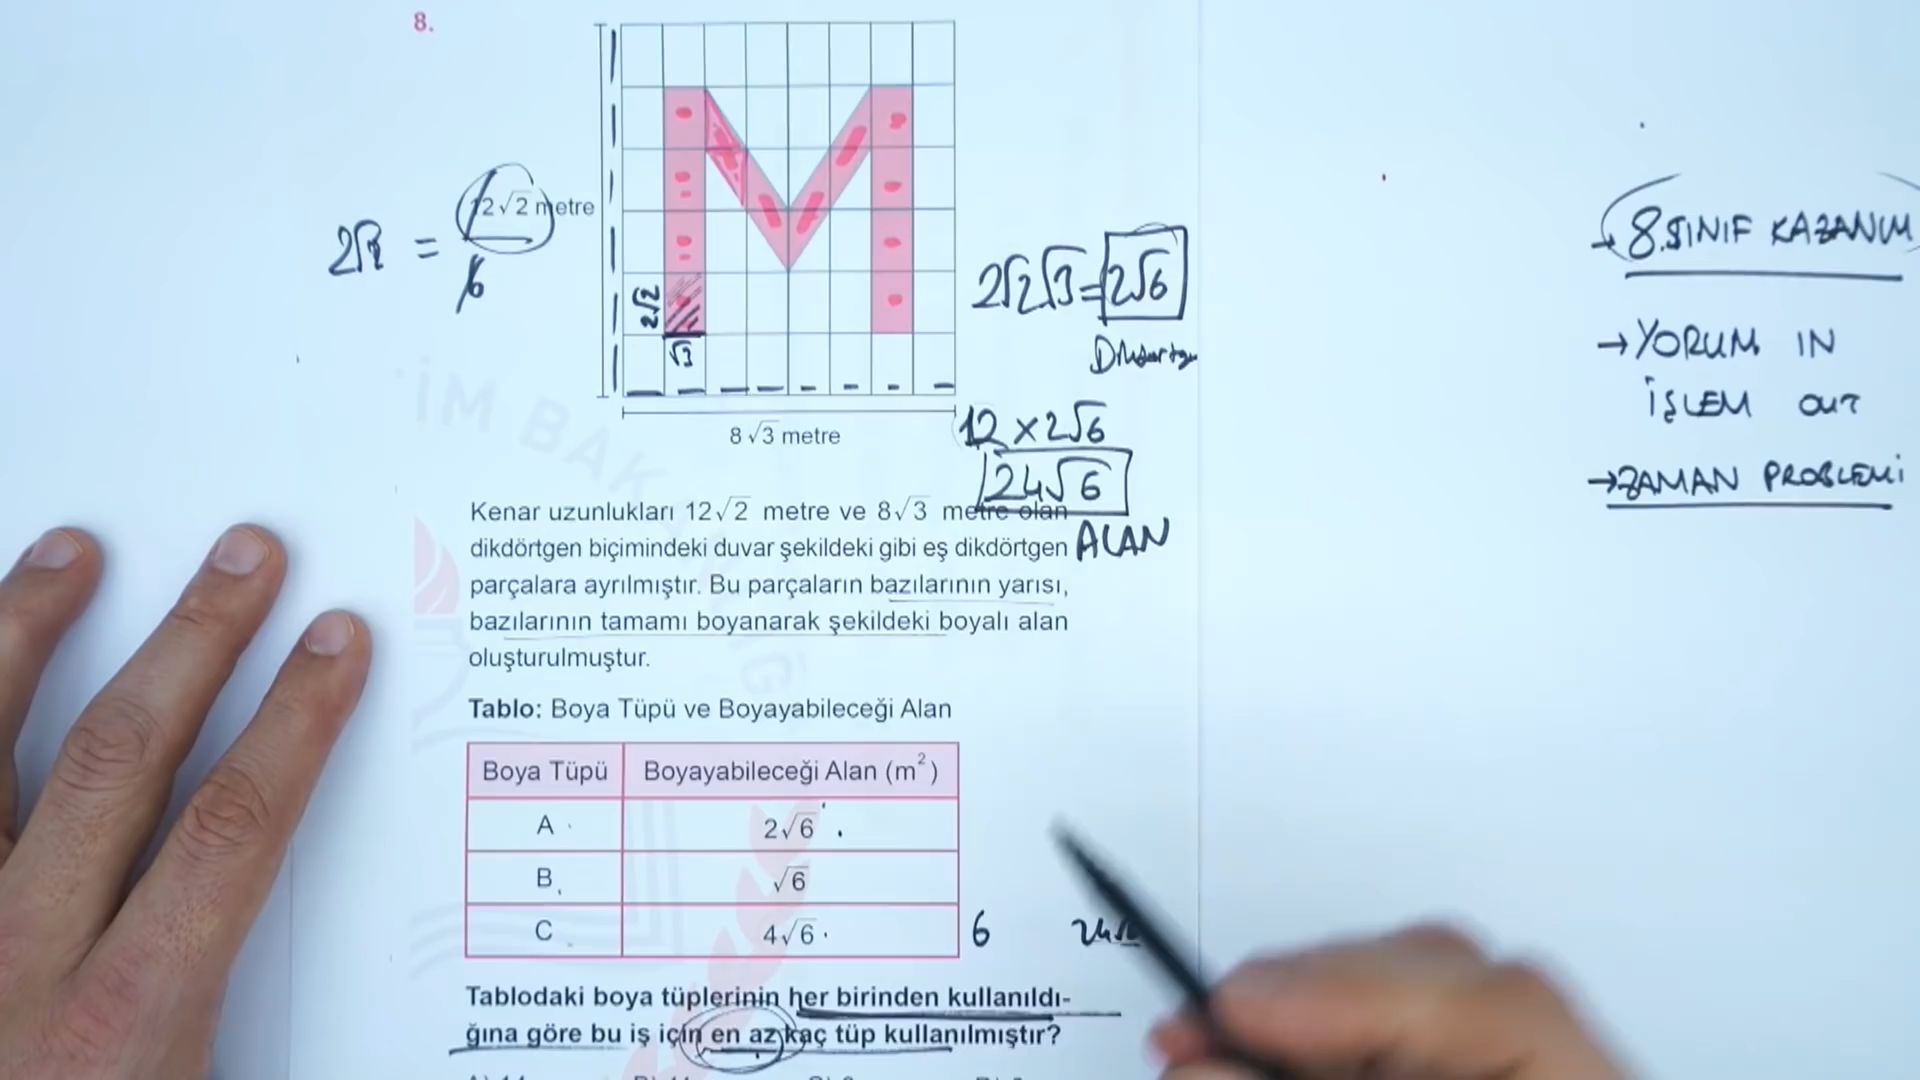 8.
12√2 metre
2√2 =
6
2√2
√3
8√3 metre
2√2√3=2√6
12 x 2√6
24√6
ALAN
Kenar uzunlukları 12√2 metre ve 8√3 metre olan
dikdörtgen biçimindeki duvar şekildeki gibi eş dikdörtgen
parçalara ayrılmıştır. Bu parçaların bazılarının yarısı,
bazılarının tamamı boyanarak şekildeki boyalı alan
oluşturulmuştur.
Tablo: Boya Tüpü ve Boyayabileceği Alan
Boya Tüpü Boyayabileceği Alan (m²)
A 2√6
B √6
C 4√6
6
Tablodaki boya tüplerinin her birinden kullanıldı-
ğına göre bu iş için en az kaç tüp kullanılmıştır?
→ 8.SINIF KAZANIM
→ YORUM IN
İŞLEM OUT
→ ZAMAN PROBLEMİ